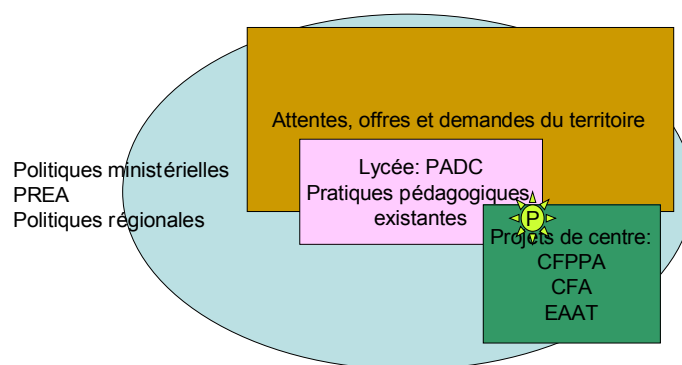 Attentes, offres et demandes du territoire
Politiques ministérielles
PREA
Politiques régionales
Lycée: PADC
Pratiques pédagogiques
existantes
P
Projets de centre:
CFPPA
CFA
EAAT